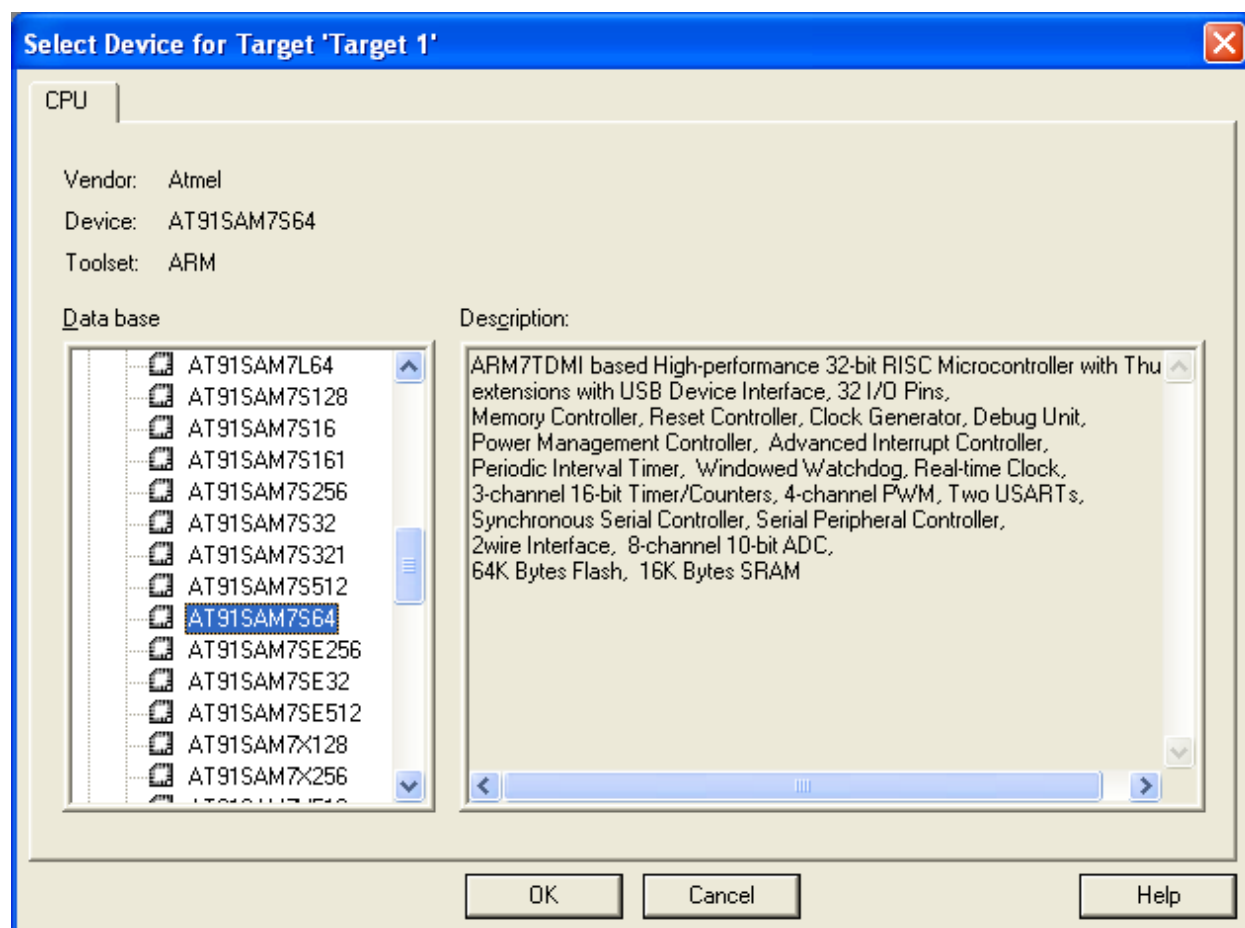 Select Device for Target 'Target 1'
CPU
Vendor: Atmel
Device: AT91SAM7S64
Toolset: ARM
Data base
AT91SAM7L64
AT91SAM7S128
AT91SAM7S16
AT91SAM7S161
AT91SAM7S256
AT91SAM7S32
AT91SAM7S321
AT91SAM7S512
AT91SAM7S64
AT91SAM7SE256
AT91SAM7SE32
AT91SAM7SE512
AT91SAM7X128
AT91SAM7X256
Description:
ARM7TDMI based High-performance 32-bit RISC Microcontroller with Thu
extensions with USB Device Interface, 32 I/O Pins,
Memory Controller, Reset Controller, Clock Generator, Debug Unit,
Power Management Controller, Advanced Interrupt Controller,
Periodic Interval Timer, Windowed Watchdog, Real-time Clock,
3-channel 16-bit Timer/Counters, 4-channel PWM, Two USARTs,
Synchronous Serial Controller, Serial Peripheral Controller,
2wire Interface, 8-channel 10-bit ADC,
64K Bytes Flash, 16K Bytes SRAM
OK
Cancel
Help